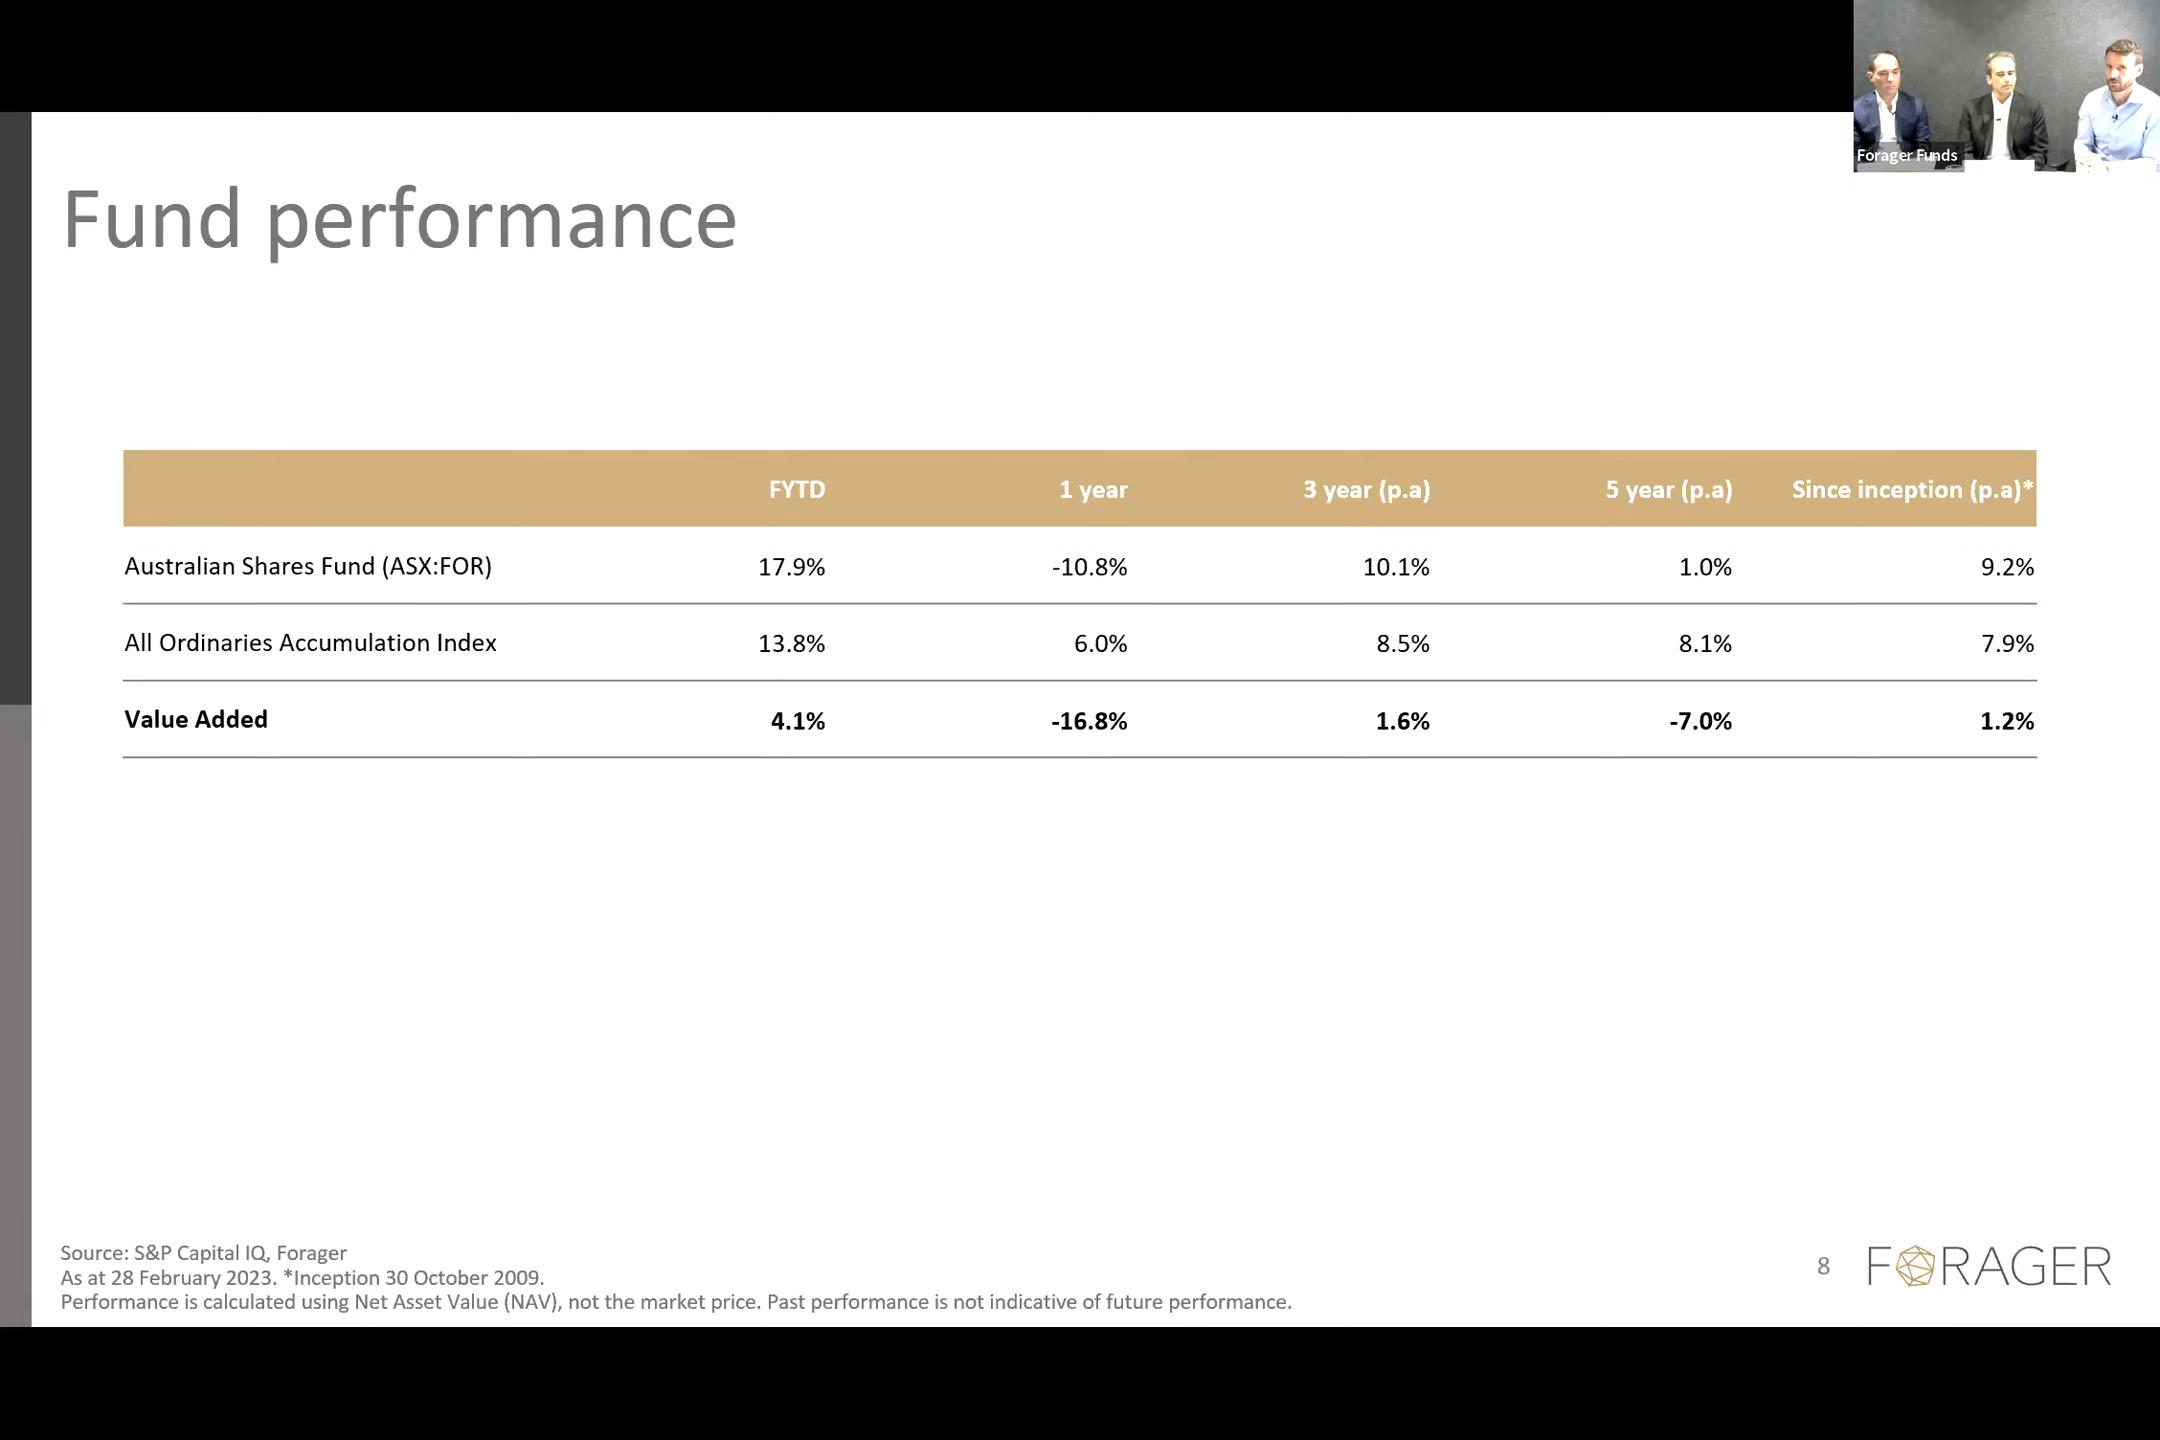 Forager Funds
Fund performance
FYTD 1 year 3 year (p.a) 5 year (p.a) Since inception (p.a)*
Australian Shares Fund (ASX:FOR) 17.9% -10.8% 10.1% 1.0% 9.2%
All Ordinaries Accumulation Index 13.8% 6.0% 8.5% 8.1% 7.9%
Value Added 4.1% -16.8% 1.6% -7.0% 1.2%
Source: S&P Capital IQ, Forager
As at 28 February 2023. *Inception 30 October 2009.
Performance is calculated using Net Asset Value (NAV), not the market price. Past performance is not indicative of future performance.
8 FORAGER